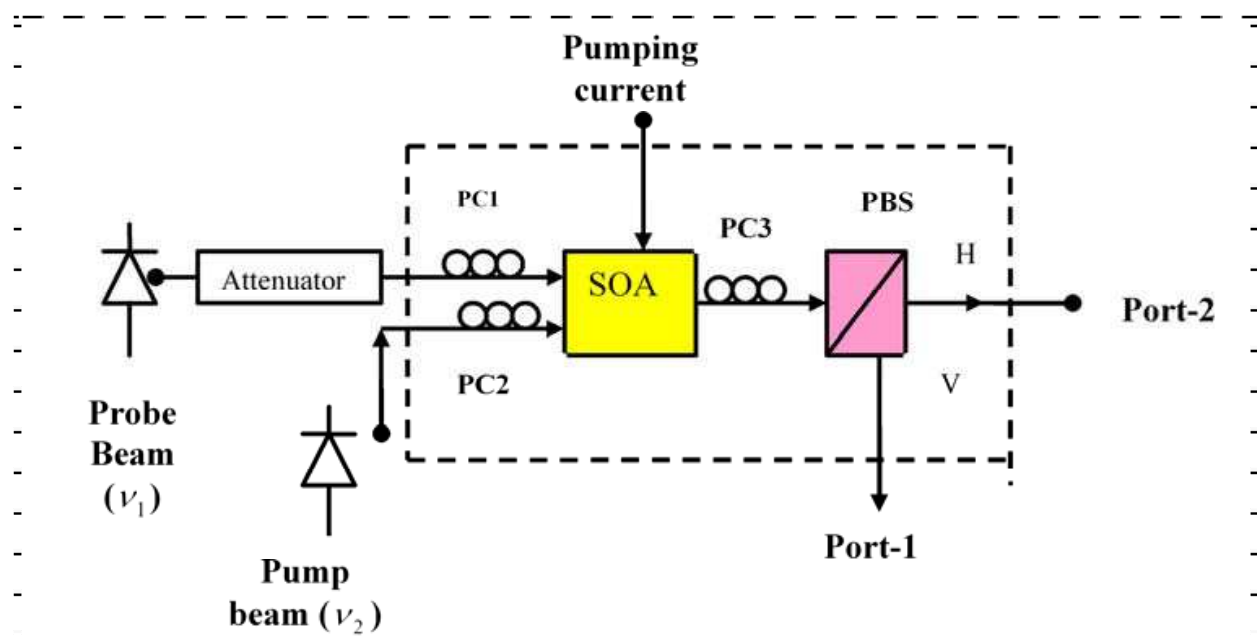 Pumping
current
PC1
PBS
PC3
H
Attenuator
SOA
Port-2
PC2
V
Probe
Beam
(ν₁)
Port-1
Pump
beam (ν₂)